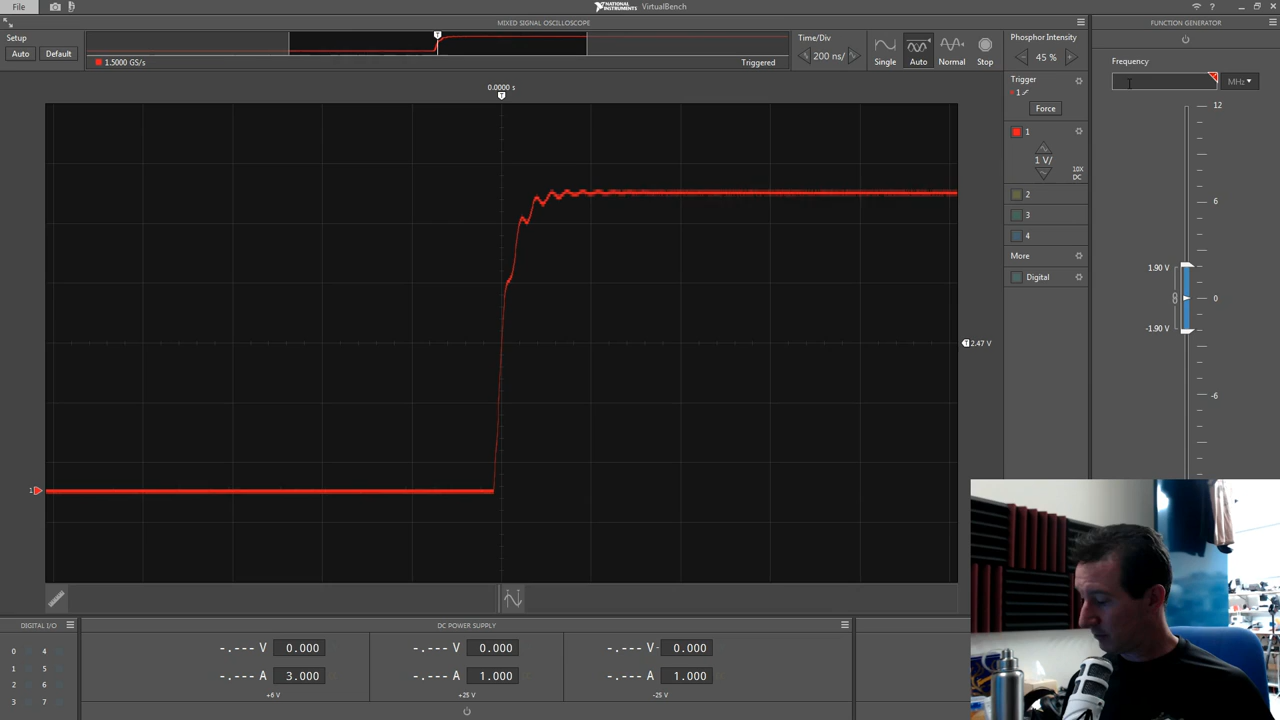 File
NATIONAL INSTRUMENTS VirtualBench
MIXED SIGNAL OSCILLOSCOPE
FUNCTION GENERATOR
Setup
Auto
Default
1.5000 GS/s
Triggered
Time/Div
200 ns/
Single
Auto
Normal
Stop
Phosphor Intensity
45 %
Trigger
1
Force
1
1 V/
10X
DC
2
3
4
More
Digital
Frequency
MHz
12
6
1.90 V
0
-1.90 V
-6
0.0000 s
T
T 2.47 V
1
DIGITAL I/O
0 4
1 5
2 6
3 7
DC POWER SUPPLY
-.--- V 0.000
-.--- A 3.000
+6 V
-.--- V 0.000
-.--- A 1.000
+25 V
-.--- V 0.000
-.--- A 1.000
-25 V